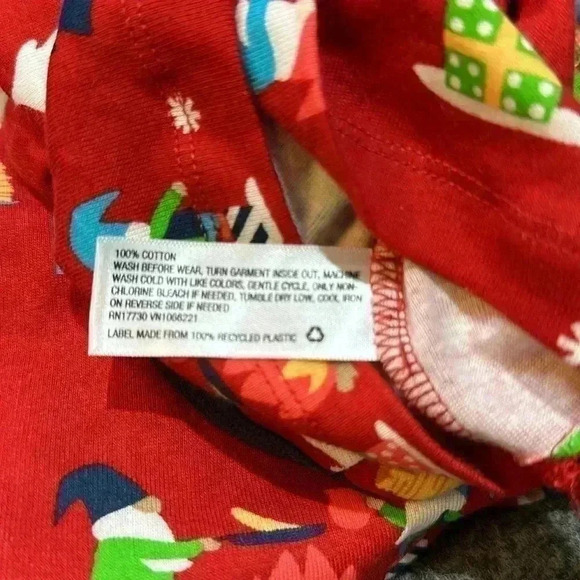 100% COTTON
WASH BEFORE WEAR, TURN GARMENT INSIDE OUT, MACHINE
WASH COLD WITH LIKE COLORS, GENTLE CYCLE, ONLY NON-
CHLORINE BLEACH IF NEEDED, TUMBLE DRY LOW, COOL IRON
ON REVERSE SIDE IF NEEDED
RN17730 VN1006221
LABEL MADE FROM 100% RECYCLED PLASTIC